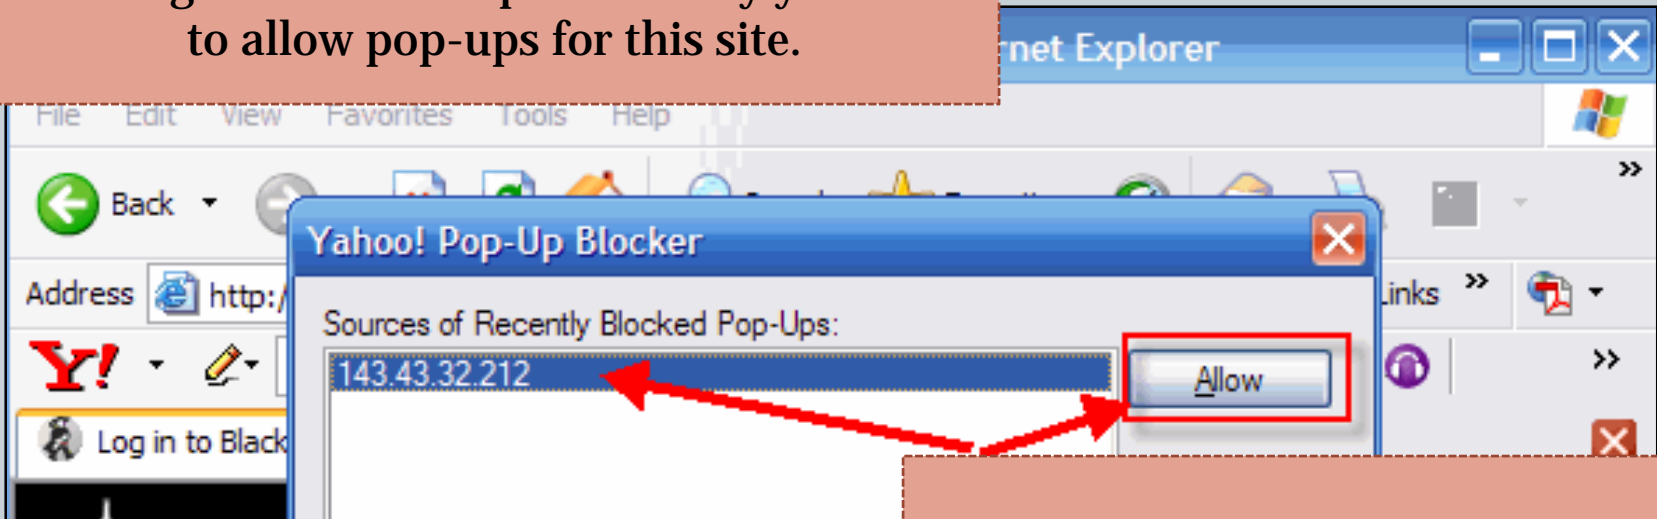 to allow pop-ups for this site.
rnet Explorer
File Edit View Favorites Tools Help
Back
Yahoo! Pop-Up Blocker
Address http:/
Links
Sources of Recently Blocked Pop-Ups:
Y!
143.43.32.212
Allow
Log in to Black